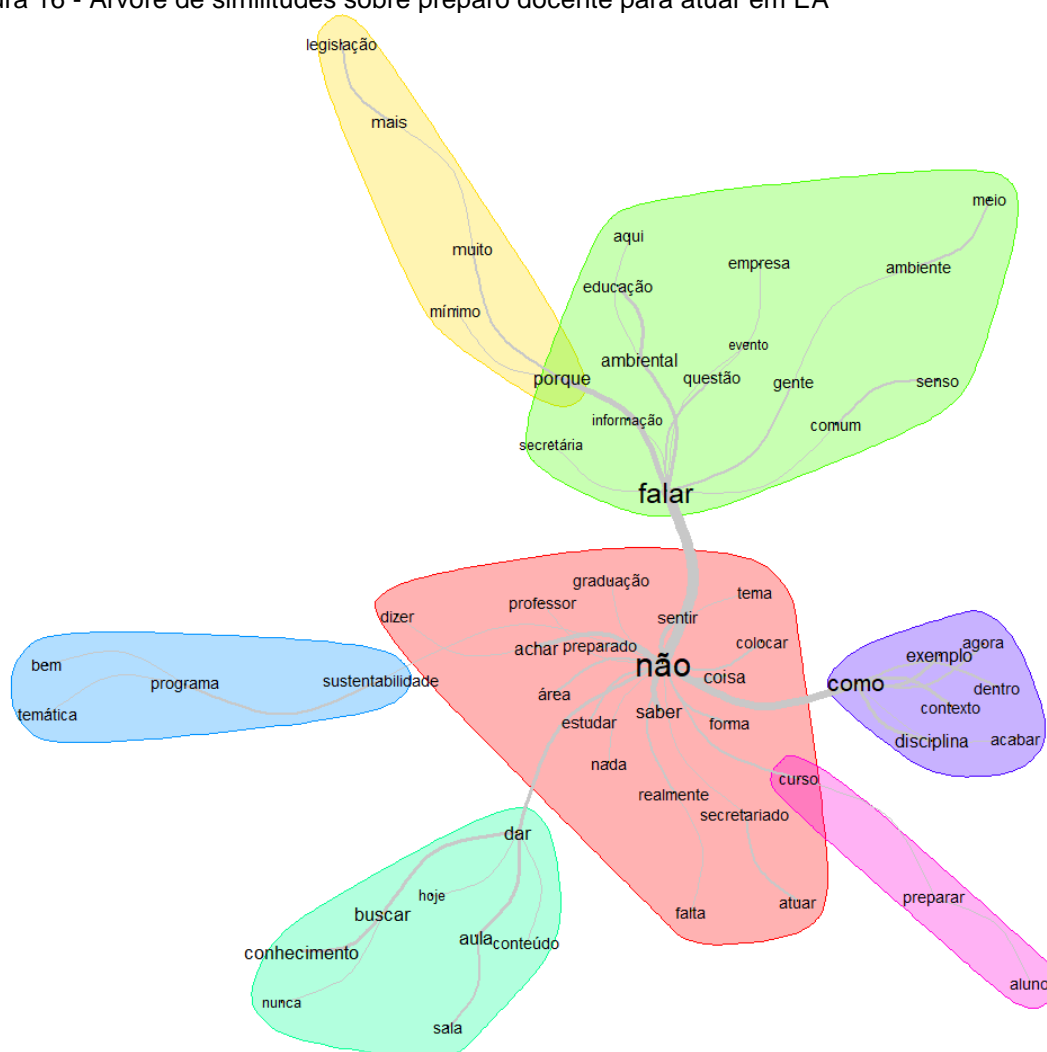 ura 16 - Árvore de similitudes sobre preparo docente para atuar em EA
legislação
mais
muito
mínimo
porque
meio
aqui
empresa
ambiente
educação
evento
ambiental
questão
gente
senso
informação
comum
secretária
falar
graduação
tema
professor
dizer
sentir
achar
preparado
colocar
não
coisa
área
saber
estudar
forma
nada
realmente
secretariado
curso
falta
atuar
bem
programa
sustentabilidade
temática
agora
exemplo
como
dentro
contexto
disciplina
acabar
preparar
aluno
dar
hoje
buscar
aula
conteúdo
conhecimento
nunca
sala